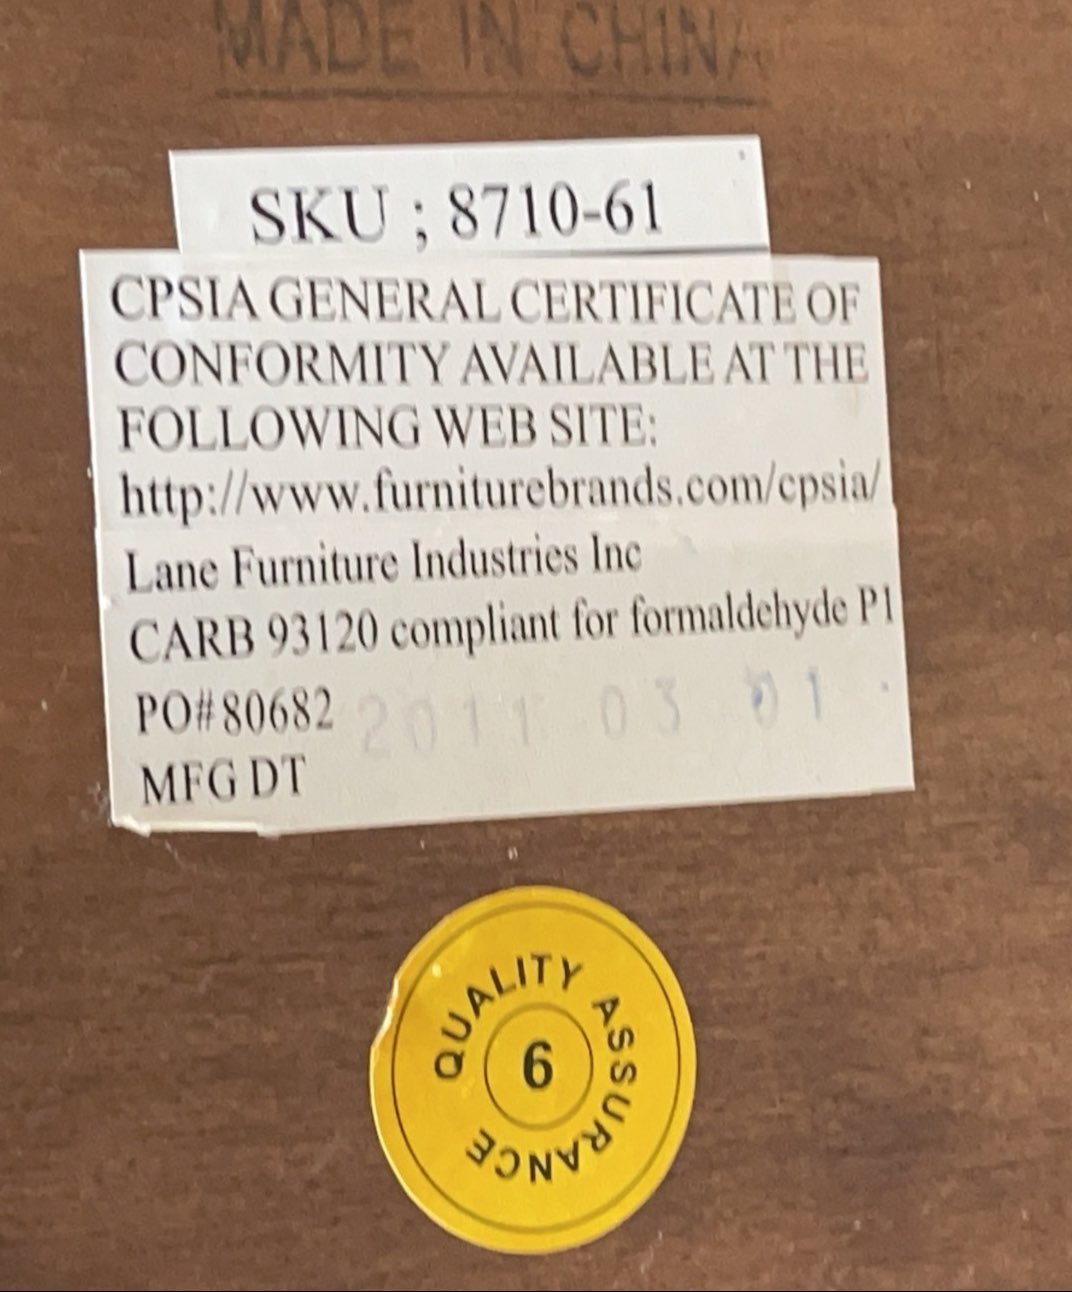 MADE IN CHINA
SKU ; 8710-61
CPSIA GENERAL CERTIFICATE OF
CONFORMITY AVAILABLE AT THE
FOLLOWING WEB SITE:
http://www.furniturebrands.com/cpsia/
Lane Furniture Industries Inc
CARB 93120 compliant for formaldehyde P1
PO#80682 2011 03 01
MFG DT
QUALITY ASSURANCE
6